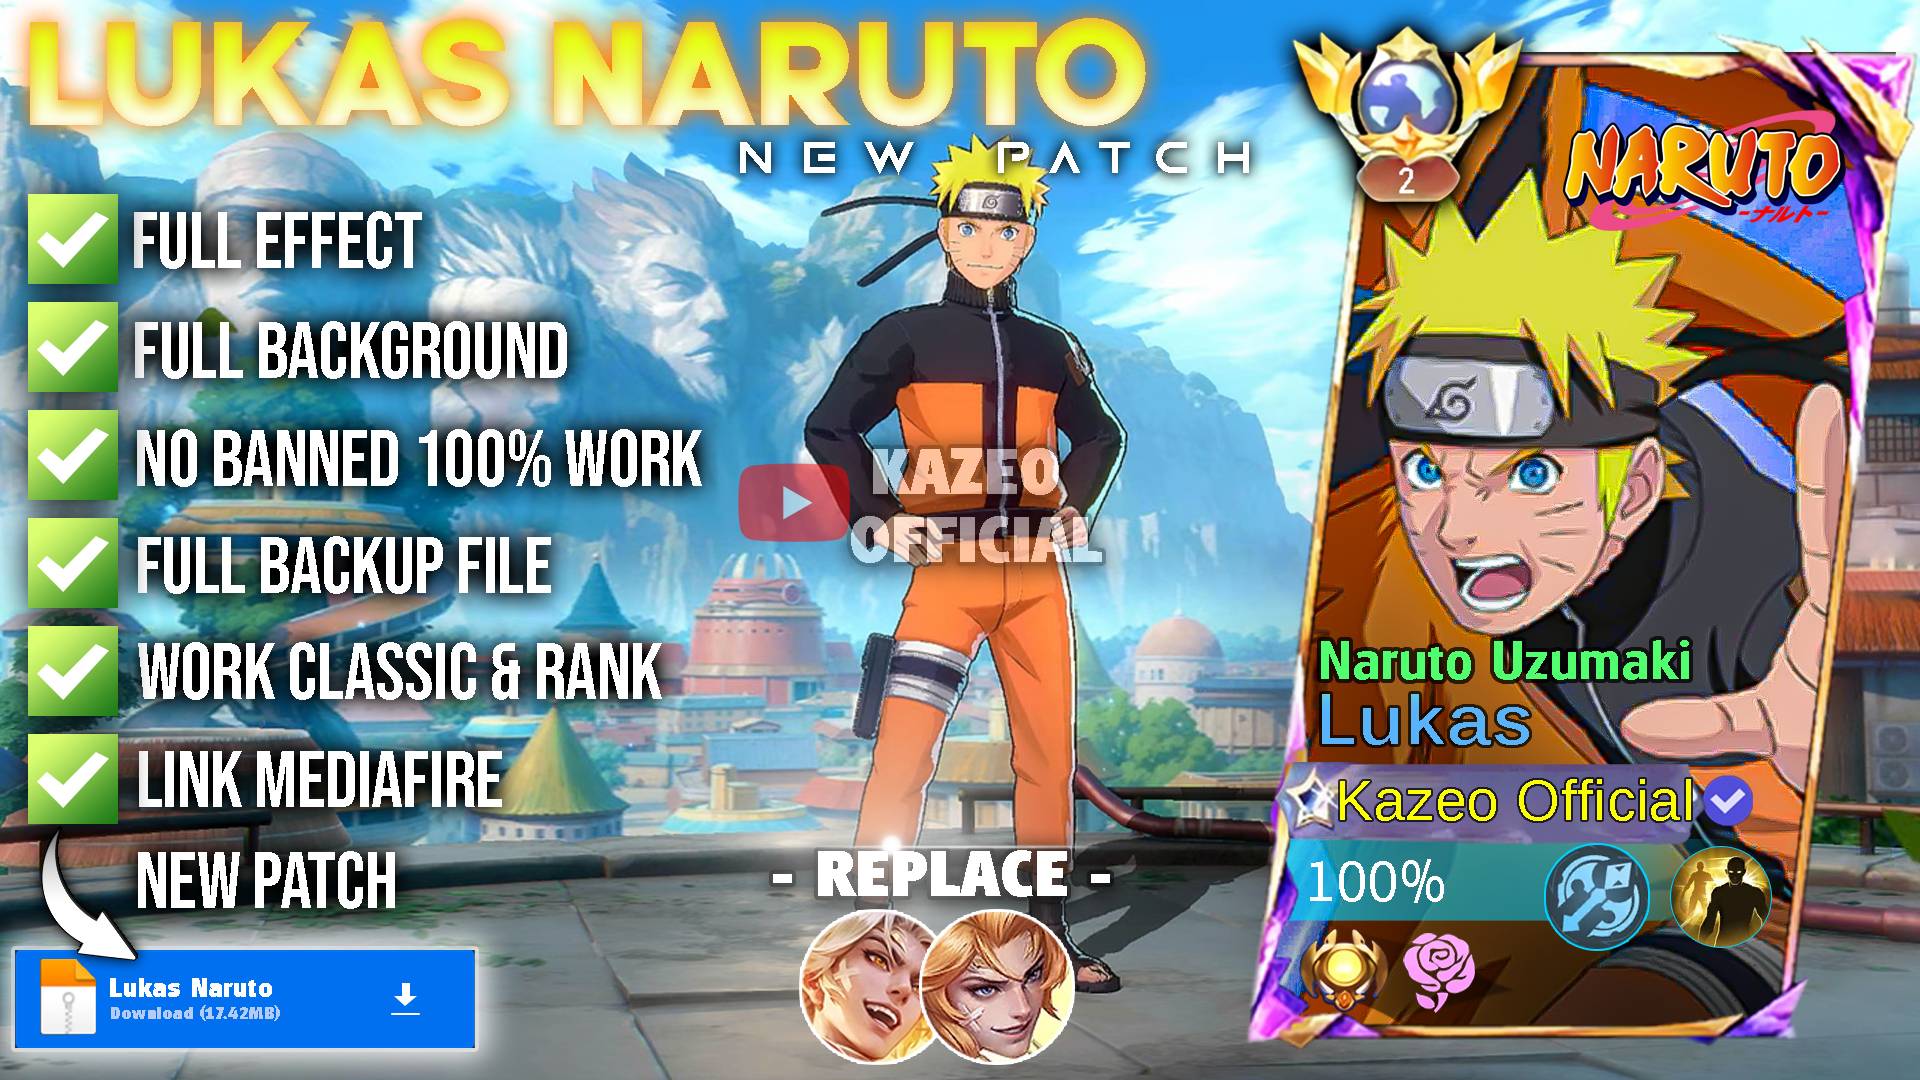 LUKAS NARUTO
NEW PATCH
FULL EFFECT
FULL BACKGROUND
NO BANNED 100% WORK
FULL BACKUP FILE
WORK CLASSIC & RANK
LINK MEDIAFIRE
NEW PATCH
Lukas Naruto
Download (17.42MB)
KAZEO
OFFICIAL
- REPLACE -
2
NARUTO
-ナルト-
Naruto Uzumaki
Lukas
Kazeo Official
100%